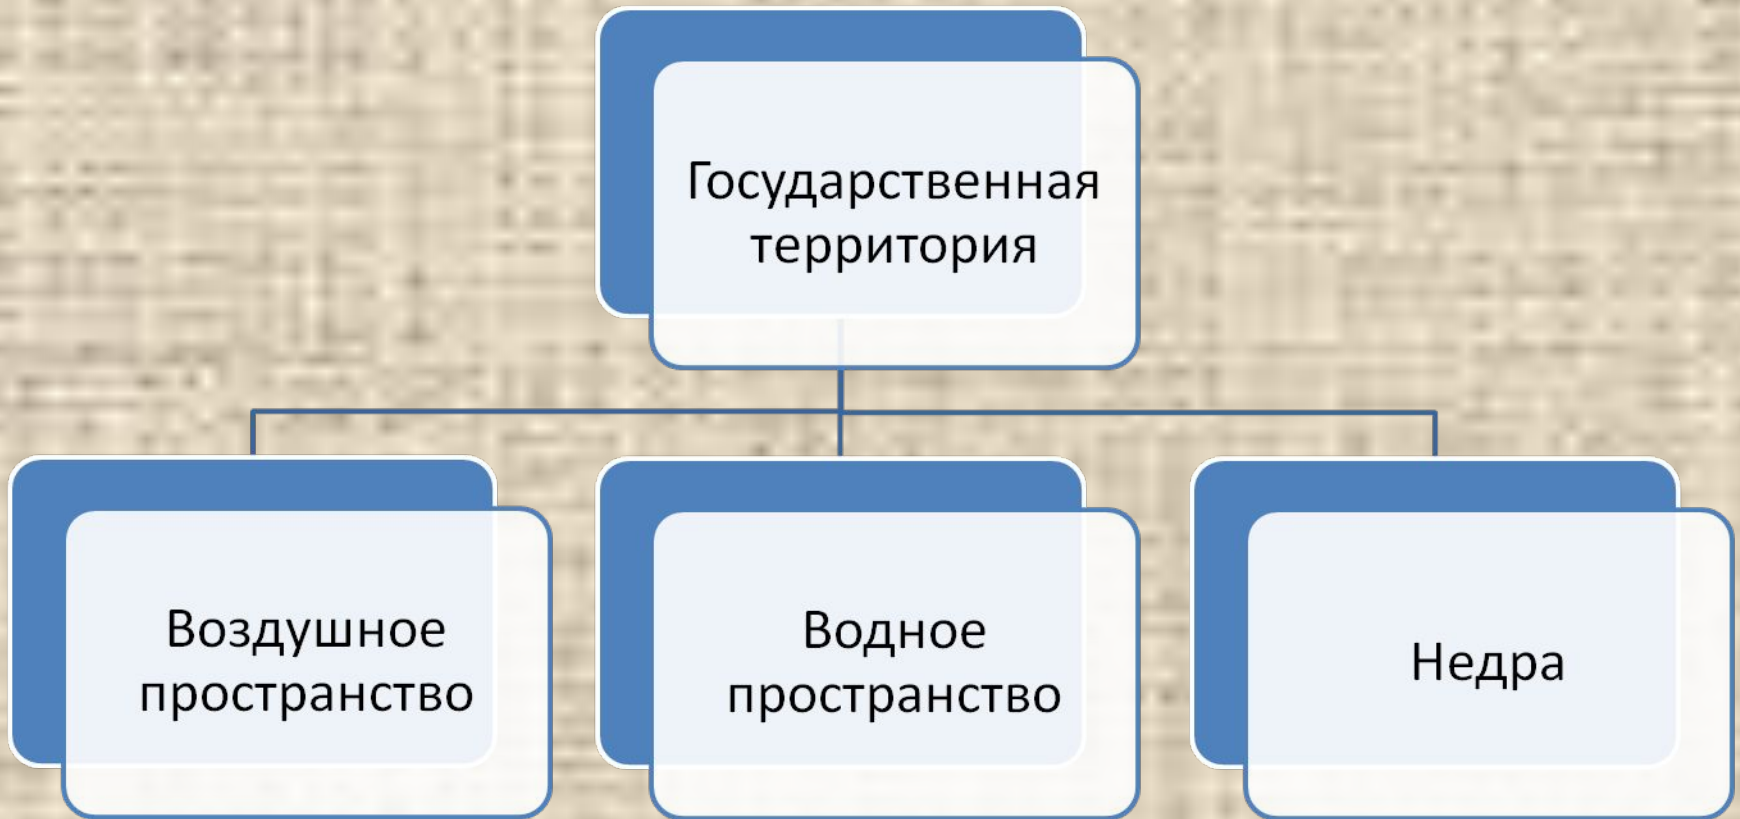 Государственная
территория
Воздушное
пространство
Водное
пространство
Недра